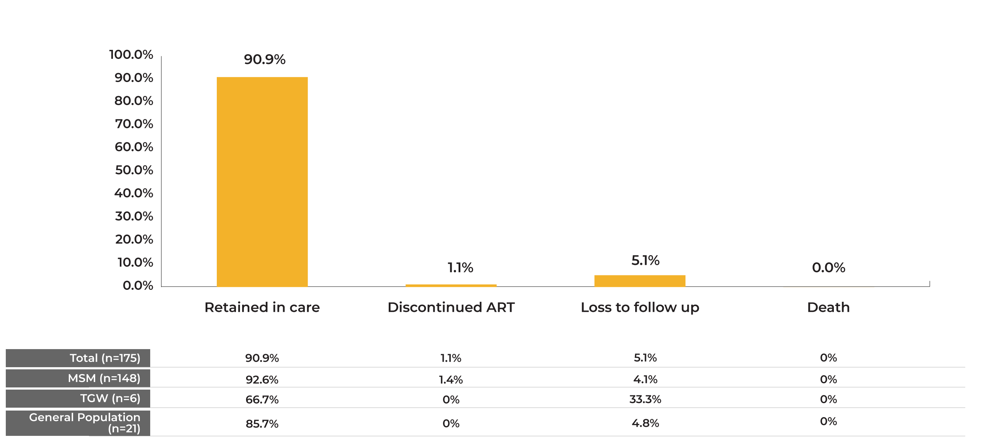 100.0%
90.0%
80.0%
70.0%
60.0%
50.0%
40.0%
30.0%
20.0%
10.0%
0.0%
90.9%
1.1%
5.1%
0.0%
Retained in care
Discontinued ART
Loss to follow up
Death
Total (n=175) 90.9% 1.1% 5.1% 0%
MSM (n=148) 92.6% 1.4% 4.1% 0%
TGW (n=6) 66.7% 0% 33.3% 0%
General Population
(n=21) 85.7% 0% 4.8% 0%